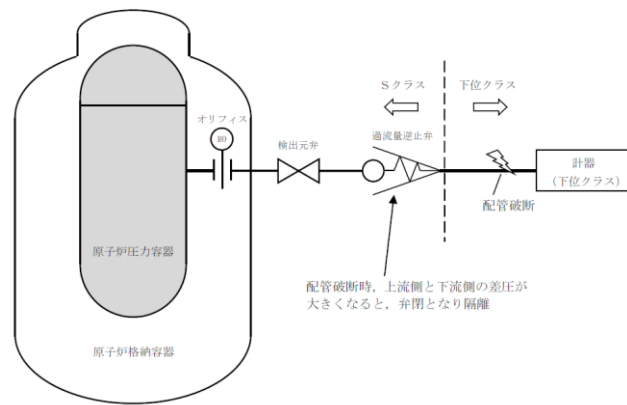 Sクラス
下位クラス
オリフィス
RO
検出元弁
過流量逆止弁
計器
（下位クラス）
配管破断
原子炉圧力容器
配管破断時，上流側と下流側の差圧が
大きくなると，弁閉となり隔離
原子炉格納容器